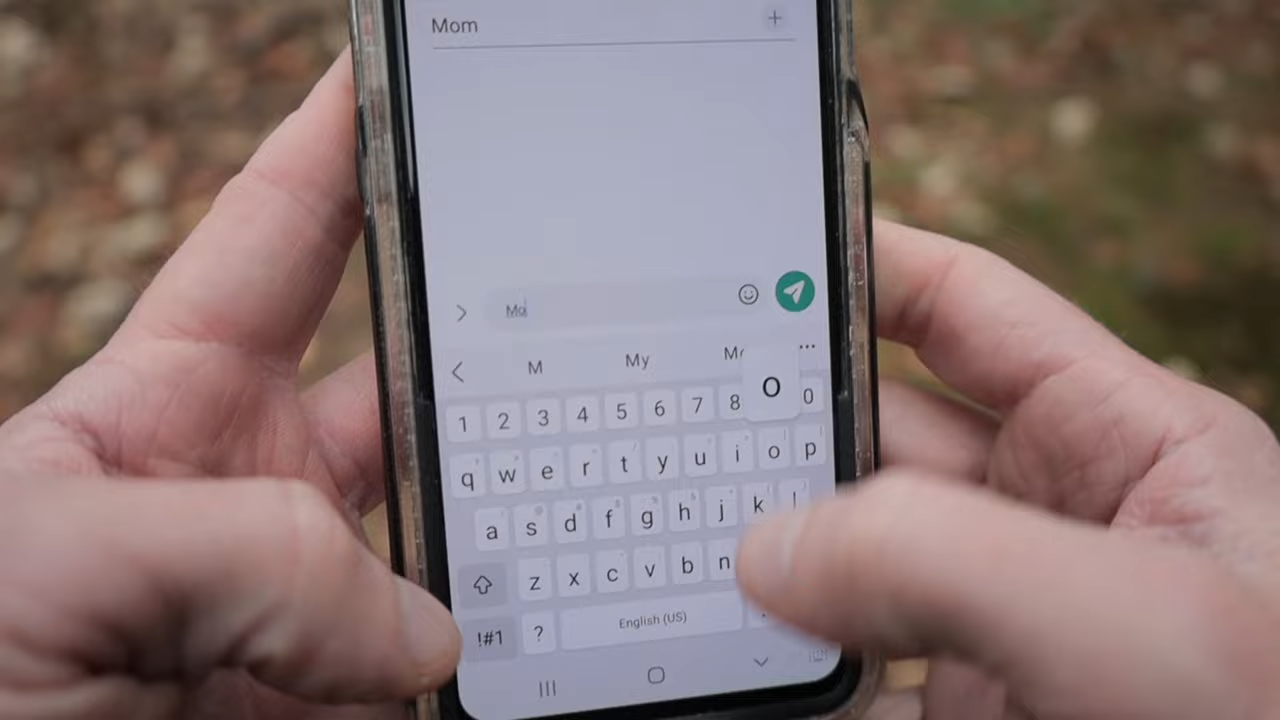 Mom +
Mo
M My
o
1 2 3 4 5 6 7 8 0
q w e r t y u i o p
a s d f g h j k l
z x c v b n
!#1 ? English (US)